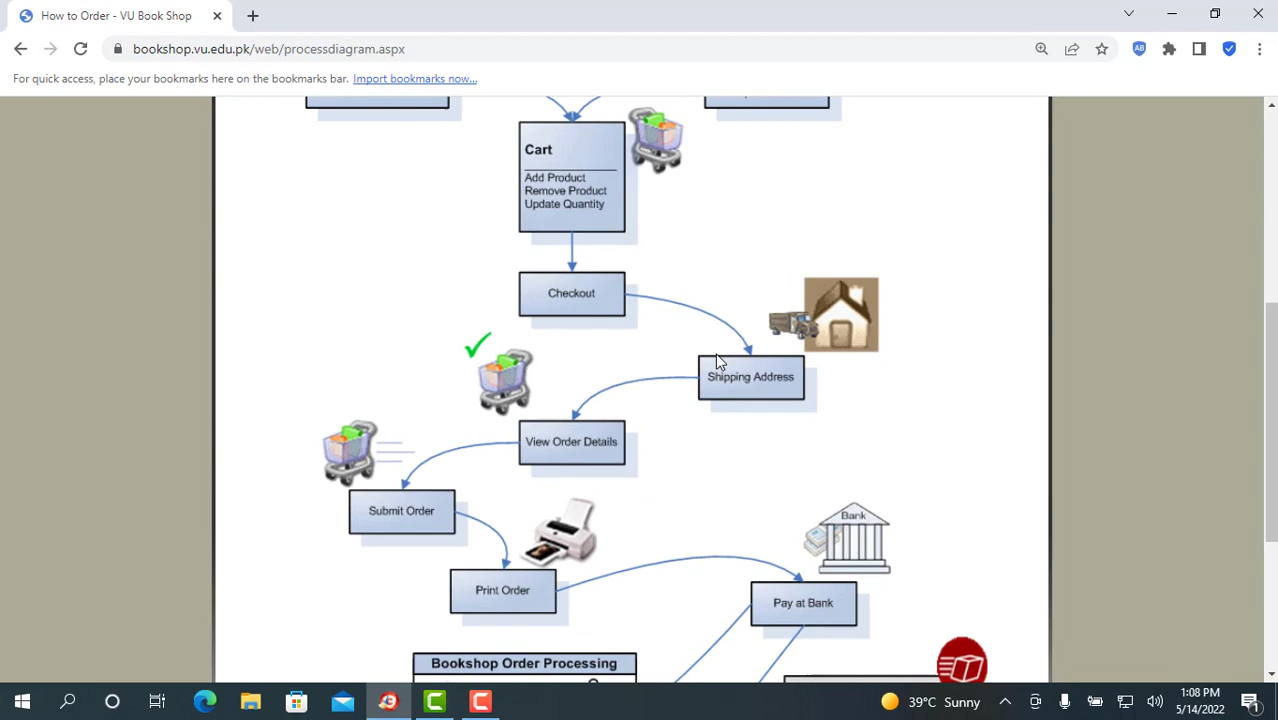 How to Order - VU Book Shop
bookshop.vu.edu.pk/web/processdiagram.aspx
AB
For quick access, place your bookmarks here on the bookmarks bar. Import bookmarks now...
Cart
Add Product
Remove Product
Update Quantity
Checkout
Shipping Address
View Order Details
Submit Order
Bank
Print Order
Pay at Bank
Bookshop Order Processing
39°C Sunny
1:08 PM
5/14/2022
1